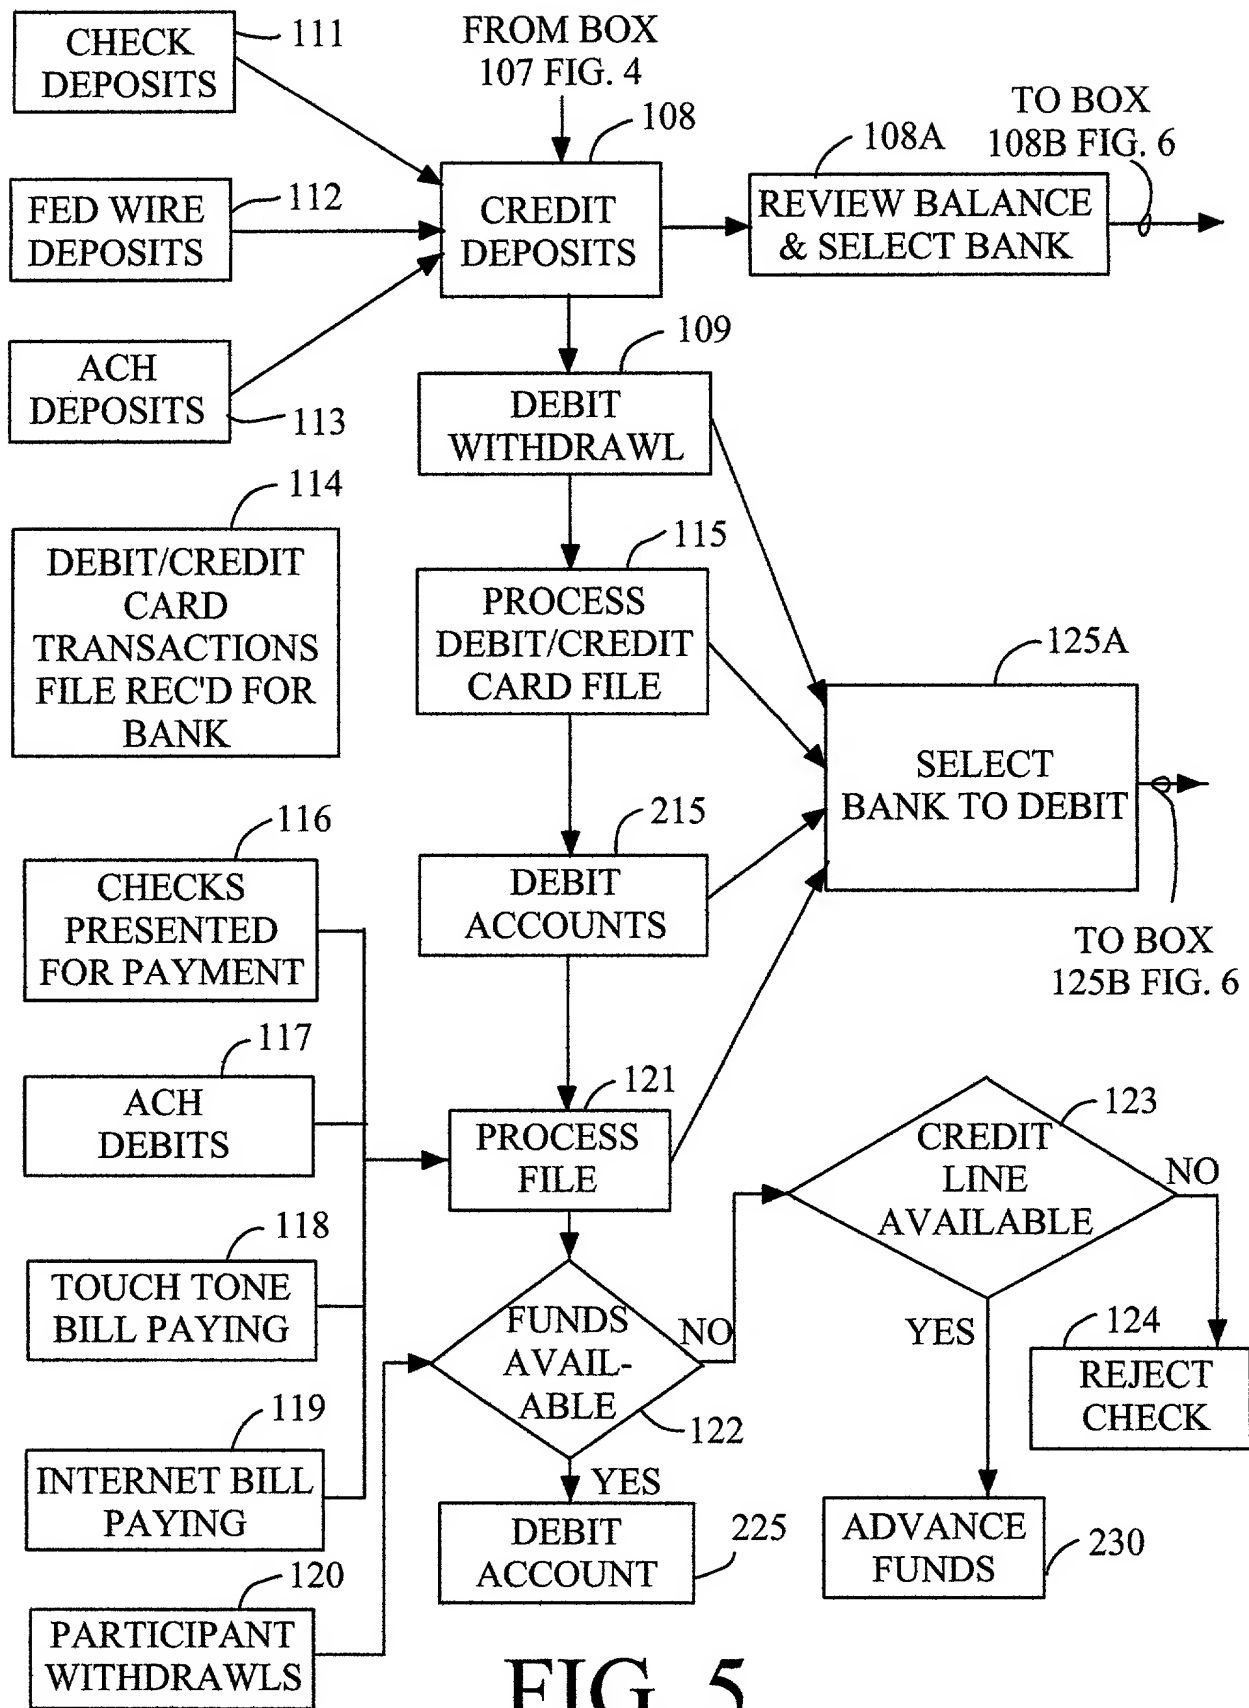 CHECK
DEPOSITS
111
FROM BOX
107 FIG. 4
TO BOX
108B FIG. 6
108
108A
FED WIRE
DEPOSITS
112
CREDIT
DEPOSITS
REVIEW BALANCE
& SELECT BANK
ACH
DEPOSITS
113
109
DEBIT
WITHDRAWL
114
DEBIT/CREDIT
CARD
TRANSACTIONS
FILE REC'D FOR
BANK
115
PROCESS
DEBIT/CREDIT
CARD FILE
125A
SELECT
BANK TO DEBIT
TO BOX
125B FIG. 6
116
CHECKS
PRESENTED
FOR PAYMENT
215
DEBIT
ACCOUNTS
117
ACH
DEBITS
121
PROCESS
FILE
123
CREDIT
LINE
AVAILABLE
NO
YES
118
TOUCH TONE
BILL PAYING
FUNDS
AVAIL-
ABLE
NO
122
YES
124
REJECT
CHECK
119
INTERNET BILL
PAYING
DEBIT
ACCOUNT
225
ADVANCE
FUNDS
230
120
PARTICIPANT
WITHDRAWLS
FIG. 5